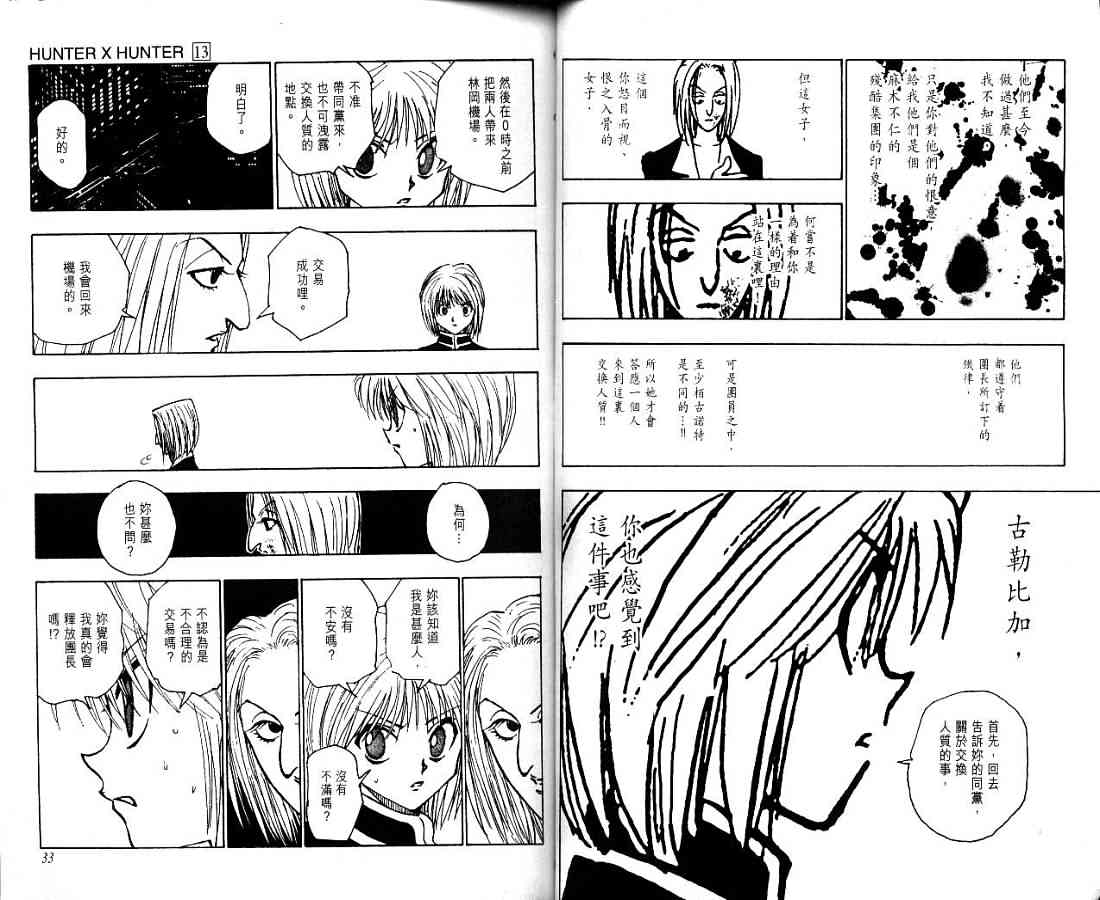 他們至今
做過甚麼
我不知道。
只是你對他們的恨意
給我他們是個
麻木不仁的
殘酷集團的印象…
但這女子，
這個
你怒目而視、
恨之入骨的
女子，
何嘗不是
為着和你
一樣的理由
站在這裏哩！
他們
都遵守着
團長所訂下的
幾律，
可是團員之中，
至少栢古諾特
是不同的…!!
所以她才會
答應一個人
來到這裏
交換人質!!
古勒比加，
你也感覺到
這件事吧!?
首先，回去
告訴妳的同黨，
關於交換
人質的事，
HUNTER X HUNTER 13
然後在0時之前
把兩人帶來
林岡機場。
不准
帶同黨來，
也不可洩露
交換人質的
地點。
明白了。
好的。
交易
成功哩。
我會回來
機場的。
為何…
妳甚麼
也不問？
妳該知道
我是甚麼人，
沒有
不安嗎？
沒有
不滿嗎？
不認為是
不合理的
交易嗎？
妳覺得
我真的會
釋放團長
嗎!?
33